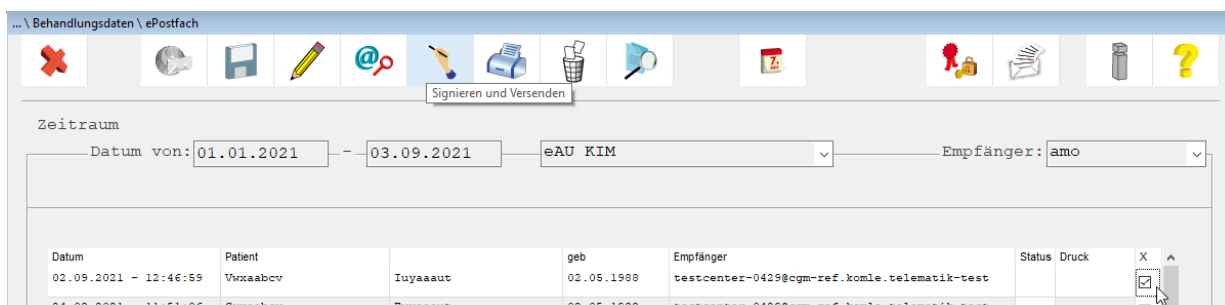 ... \ Behandlungsdaten \ ePostfach
7.
?
Signieren und Versenden
Zeitraum
Datum von: 01.01.2021 - 03.09.2021 eAU KIM Empfänger: amo
Datum Patient geb Empfänger Status Druck X
02.09.2021 - 12:46:59 Vwxaabcv Iuyaaaut 02.05.1988 testcenter-0429@cgm-ref.komle.telematik-test